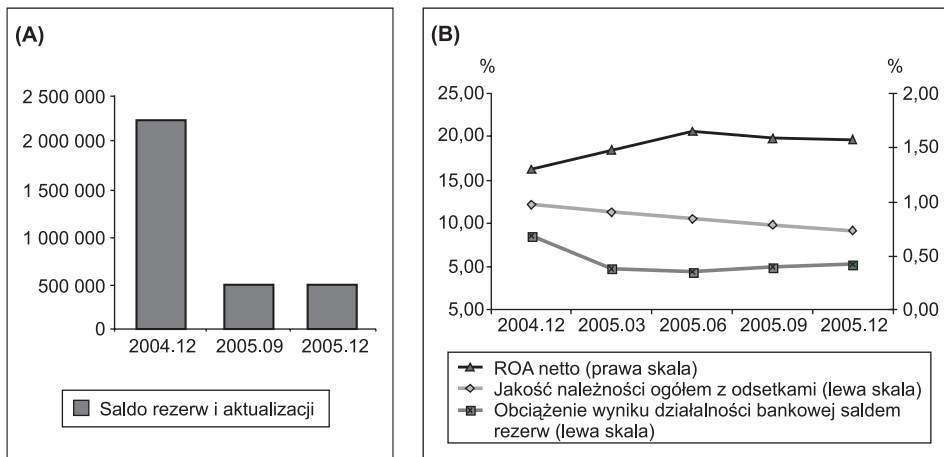 (A)
2 500 000
2 000 000
1 500 000
1 000 000
500 000
0
2004.12 2005.09 2005.12
Saldo rezerw i aktualizacji
(B)
% %
25,00 2,00
20,00 1,50
15,00
10,00 1,00
5,00 0,50
5,00 0,00
2004.12 2005.03 2005.06 2005.09 2005.12
ROA netto (prawa skala)
Jakość należności ogółem z odsetkami (lewa skala)
Obciążenie wyniku działalności bankowej saldem
rezerw (lewa skala)